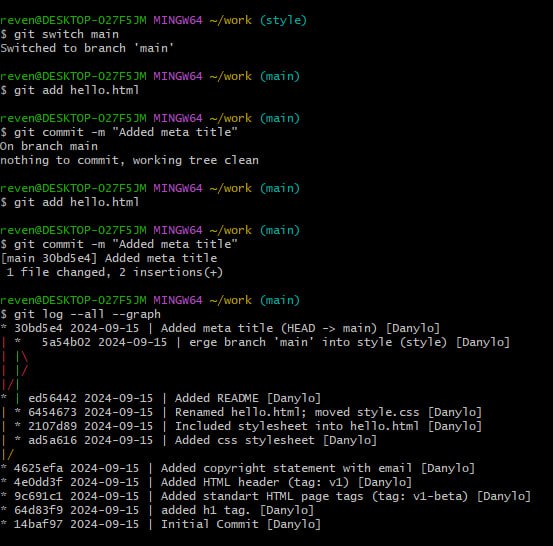 reven@DESKTOP-O27F5JM MINGW64 ~/work (style)
$ git switch main
Switched to branch 'main'
reven@DESKTOP-O27F5JM MINGW64 ~/work (main)
$ git add hello.html
reven@DESKTOP-O27F5JM MINGW64 ~/work (main)
$ git commit -m "Added meta title"
On branch main
nothing to commit, working tree clean
reven@DESKTOP-O27F5JM MINGW64 ~/work (main)
$ git add hello.html
reven@DESKTOP-O27F5JM MINGW64 ~/work (main)
$ git commit -m "Added meta title"
[main 30bd5e4] Added meta title
 1 file changed, 2 insertions(+)
reven@DESKTOP-O27F5JM MINGW64 ~/work (main)
$ git log --all --graph
* 30bd5e4 2024-09-15 | Added meta title (HEAD -> main) [Danylo]
| *   5a54b02 2024-09-15 | erge branch 'main' into style (style) [Danylo]
| |\
| |/
|/|
* | ed56442 2024-09-15 | Added README [Danylo]
| * 6454673 2024-09-15 | Renamed hello.html; moved style.css [Danylo]
| * 2107d89 2024-09-15 | Included stylesheet into hello.html [Danylo]
| * ad5a616 2024-09-15 | Added css stylesheet [Danylo]
|/
* 4625efa 2024-09-15 | Added copyright statement with email [Danylo]
* 4e0dd3f 2024-09-15 | Added HTML header (tag: v1) [Danylo]
* 9c691c1 2024-09-15 | Added standart HTML page tags (tag: v1-beta) [Danylo]
* 64d83f9 2024-09-15 | added h1 tag. [Danylo]
* 14baf97 2024-09-15 | Initial Commit [Danylo]